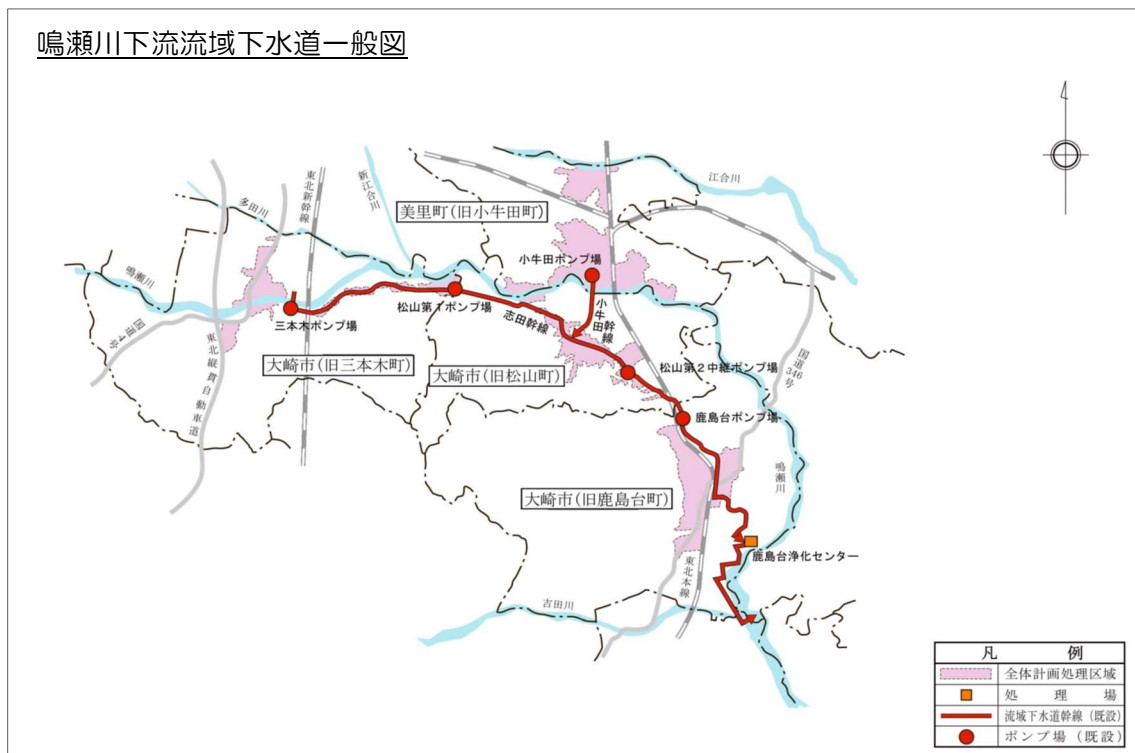 鳴瀬川下流流域下水道一般図
江合川
新江合川
東北新幹線
多田川
美里町(旧小牛田町)
小牛田ポンプ場
鳴瀬川
小牛田幹線
松山第1ポンプ場
志田幹線
三本木ポンプ場
国道4号
東北縦貫自動車道
大崎市(旧三本木町)
大崎市(旧松山町)
松山第2中継ポンプ場
国道346号
鹿島台ポンプ場
鳴瀬川
大崎市(旧鹿島台町)
鹿島台浄化センター
東北本線
吉田川
凡 例
全体計画処理区域
処 理 場
流域下水道幹線(既設)
ポンプ場(既設)